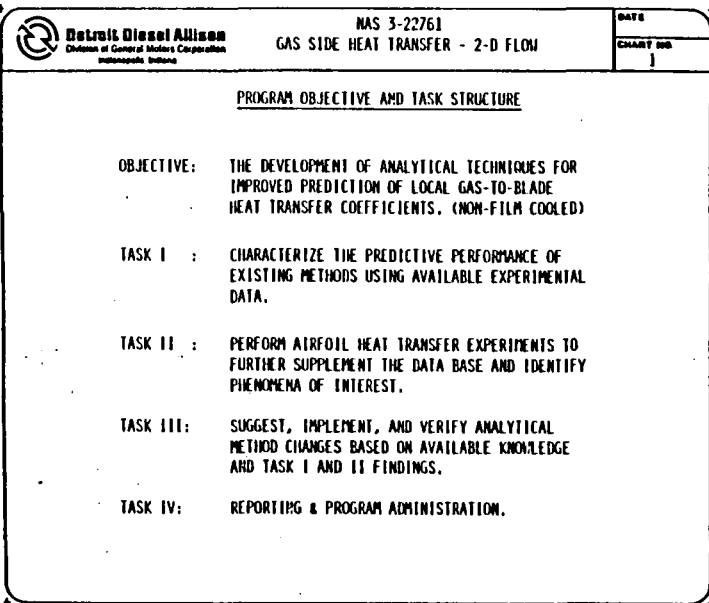 Detroit Diesel Allison
Division of General Motors Corporation
Indianapolis Indiana
NAS 3-22761
GAS SIDE HEAT TRANSFER - 2-D FLOW
DATE
CHART NO.
1
PROGRAM OBJECTIVE AND TASK STRUCTURE
OBJECTIVE: THE DEVELOPMENT OF ANALYTICAL TECHNIQUES FOR
IMPROVED PREDICTION OF LOCAL GAS-TO-BLADE
HEAT TRANSFER COEFFICIENTS. (NON-FILM COOLED)
TASK I : CHARACTERIZE THE PREDICTIVE PERFORMANCE OF
EXISTING METHODS USING AVAILABLE EXPERIMENTAL
DATA.
TASK II : PERFORM AIRFOIL HEAT TRANSFER EXPERIMENTS TO
FURTHER SUPPLEMENT THE DATA BASE AND IDENTIFY
PHENOMENA OF INTEREST.
TASK III: SUGGEST, IMPLEMENT, AND VERIFY ANALYTICAL
METHOD CHANGES BASED ON AVAILABLE KNOWLEDGE
AND TASK I AND II FINDINGS.
TASK IV: REPORTING & PROGRAM ADMINISTRATION.